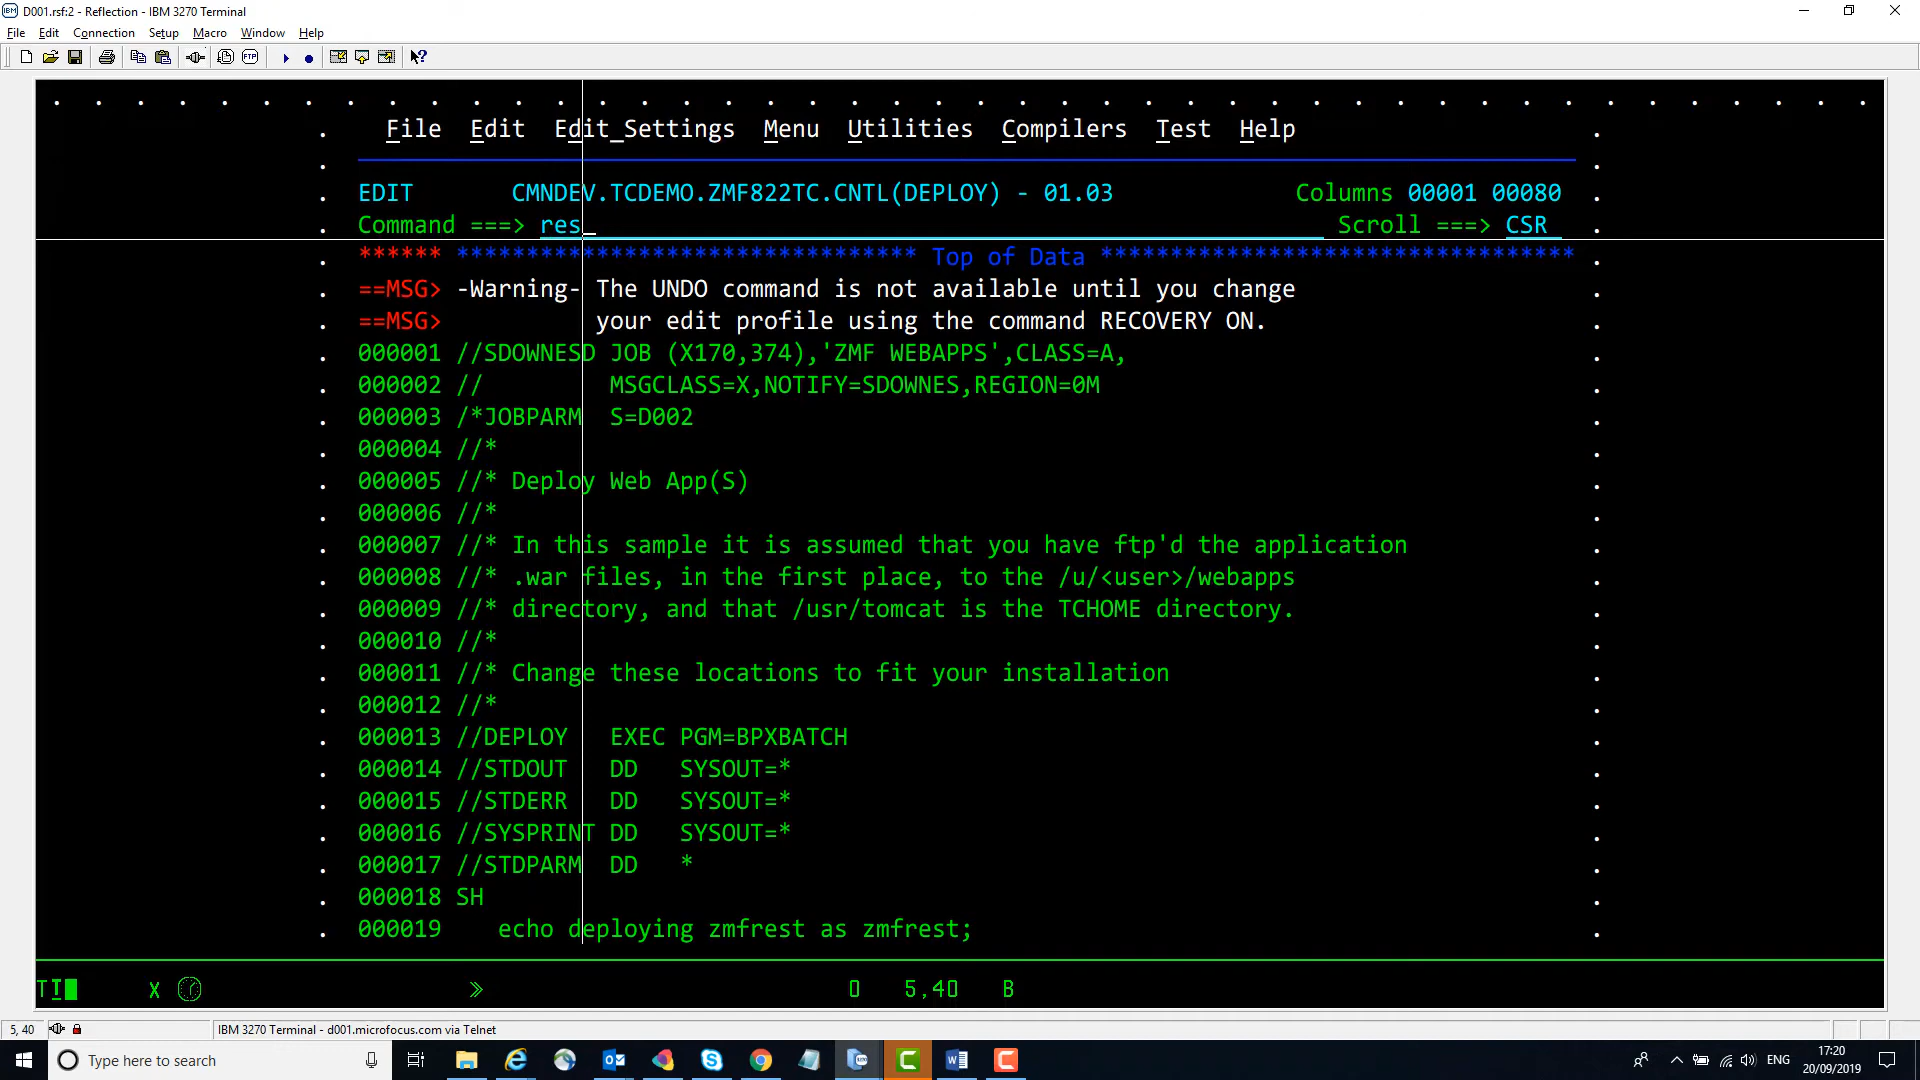 D001.rsf:2 - Reflection - IBM 3270 Terminal
File Edit Connection Setup Macro Window Help
File Edit Edit_Settings Menu Utilities Compilers Test Help
EDIT CMNDEV.TCDEMO.ZMF822TC.CNTL(DEPLOY) - 01.03 Columns 00001 00080
Command ===> res_ Scroll ===> CSR
****** ********************************* Top of Data **********************************
==MSG> -Warning- The UNDO command is not available until you change
==MSG> your edit profile using the command RECOVERY ON.
000001 //SDOWNESD JOB (X170,374),'ZMF WEBAPPS',CLASS=A,
000002 // MSGCLASS=X,NOTIFY=SDOWNES,REGION=0M
000003 /*JOBPARM S=D002
000004 //*
000005 //* Deploy Web App(S)
000006 //*
000007 //* In this sample it is assumed that you have ftp'd the application
000008 //* .war files, in the first place, to the /u/<user>/webapps
000009 //* directory, and that /usr/tomcat is the TCHOME directory.
000010 //*
000011 //* Change these locations to fit your installation
000012 //*
000013 //DEPLOY EXEC PGM=BPXBATCH
000014 //STDOUT DD SYSOUT=*
000015 //STDERR DD SYSOUT=*
000016 //SYSPRINT DD SYSOUT=*
000017 //STDPARM DD *
000018 SH
000019 echo deploying zmfrest as zmfrest;
X » O 5,40 B
5, 40 IBM 3270 Terminal - d001.microfocus.com via Telnet
Type here to search ENG 17:20
20/09/2019